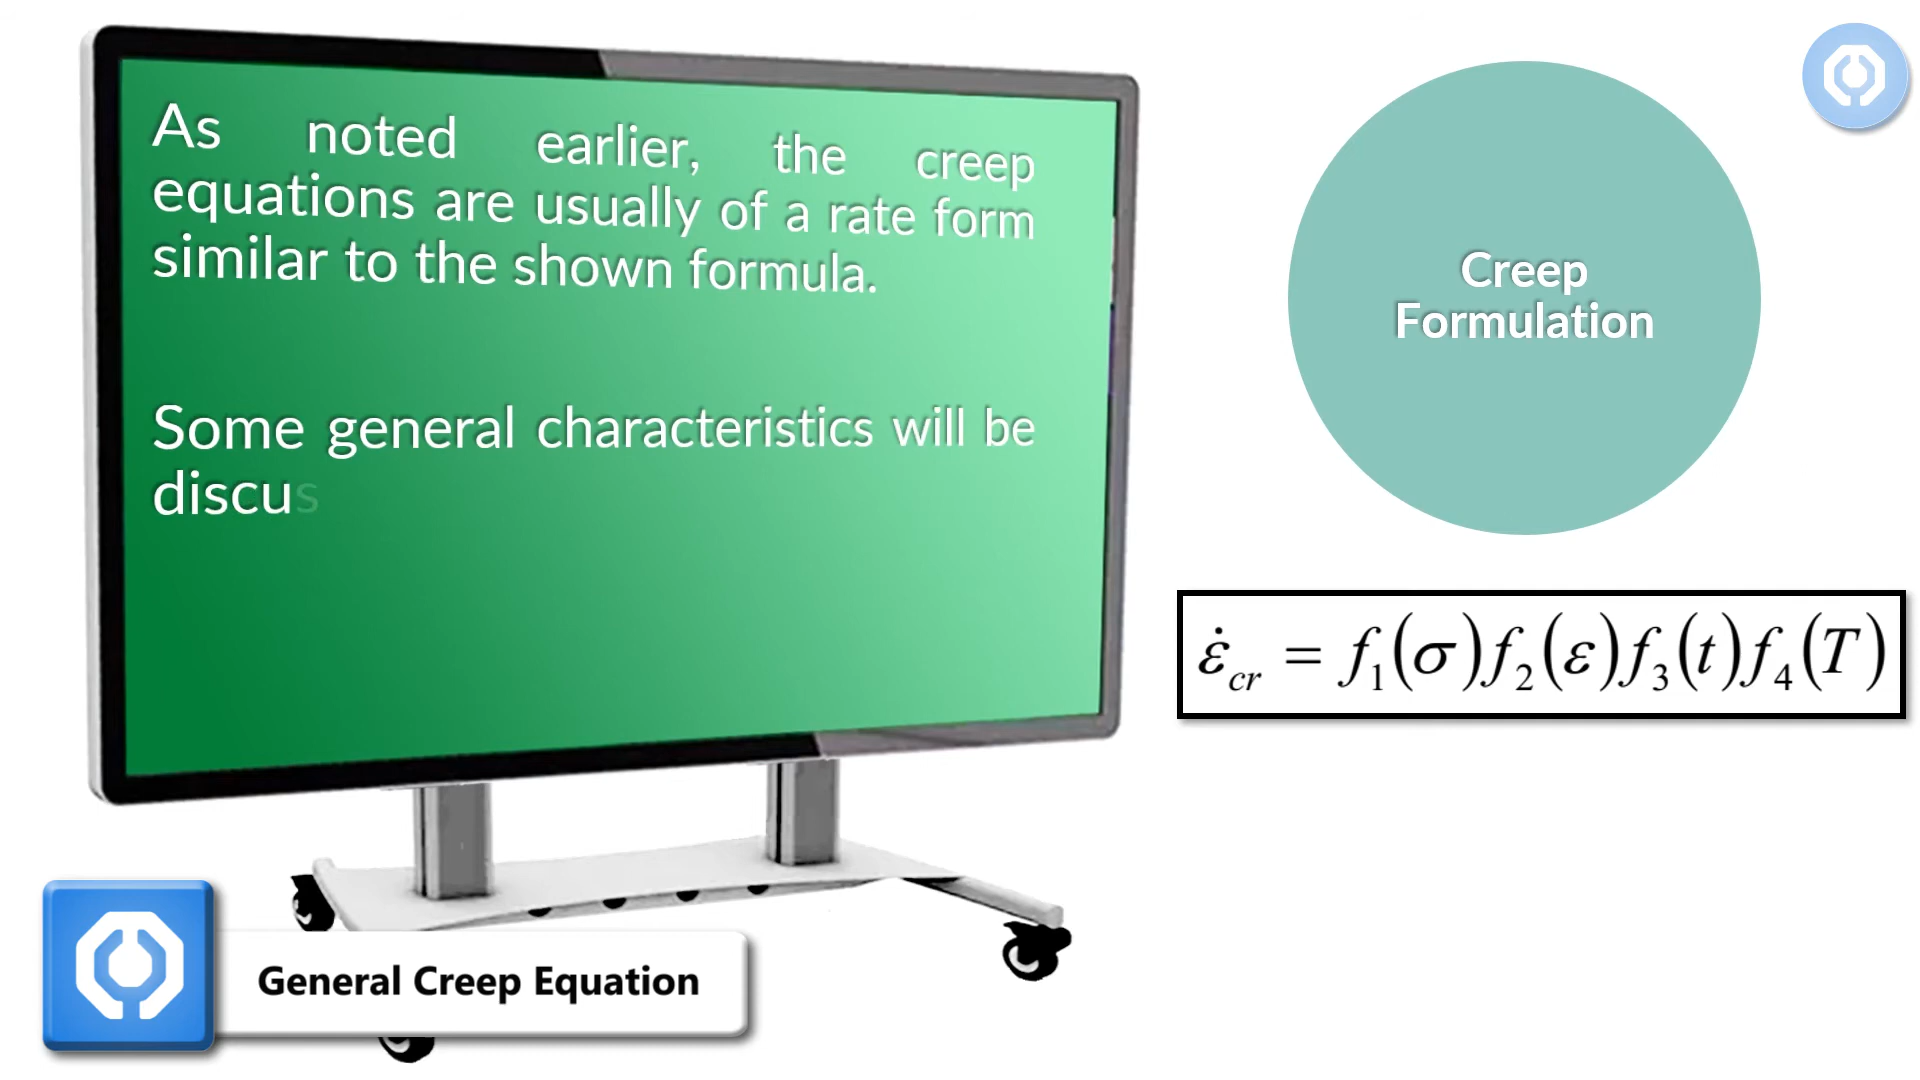 As noted earlier, the creep
equations are usually of a rate form
similar to the shown formula.
Some general characteristics will be
discus
Creep
Formulation
ε̇_cr = f₁(σ)f₂(ε)f₃(t)f₄(T)
General Creep Equation